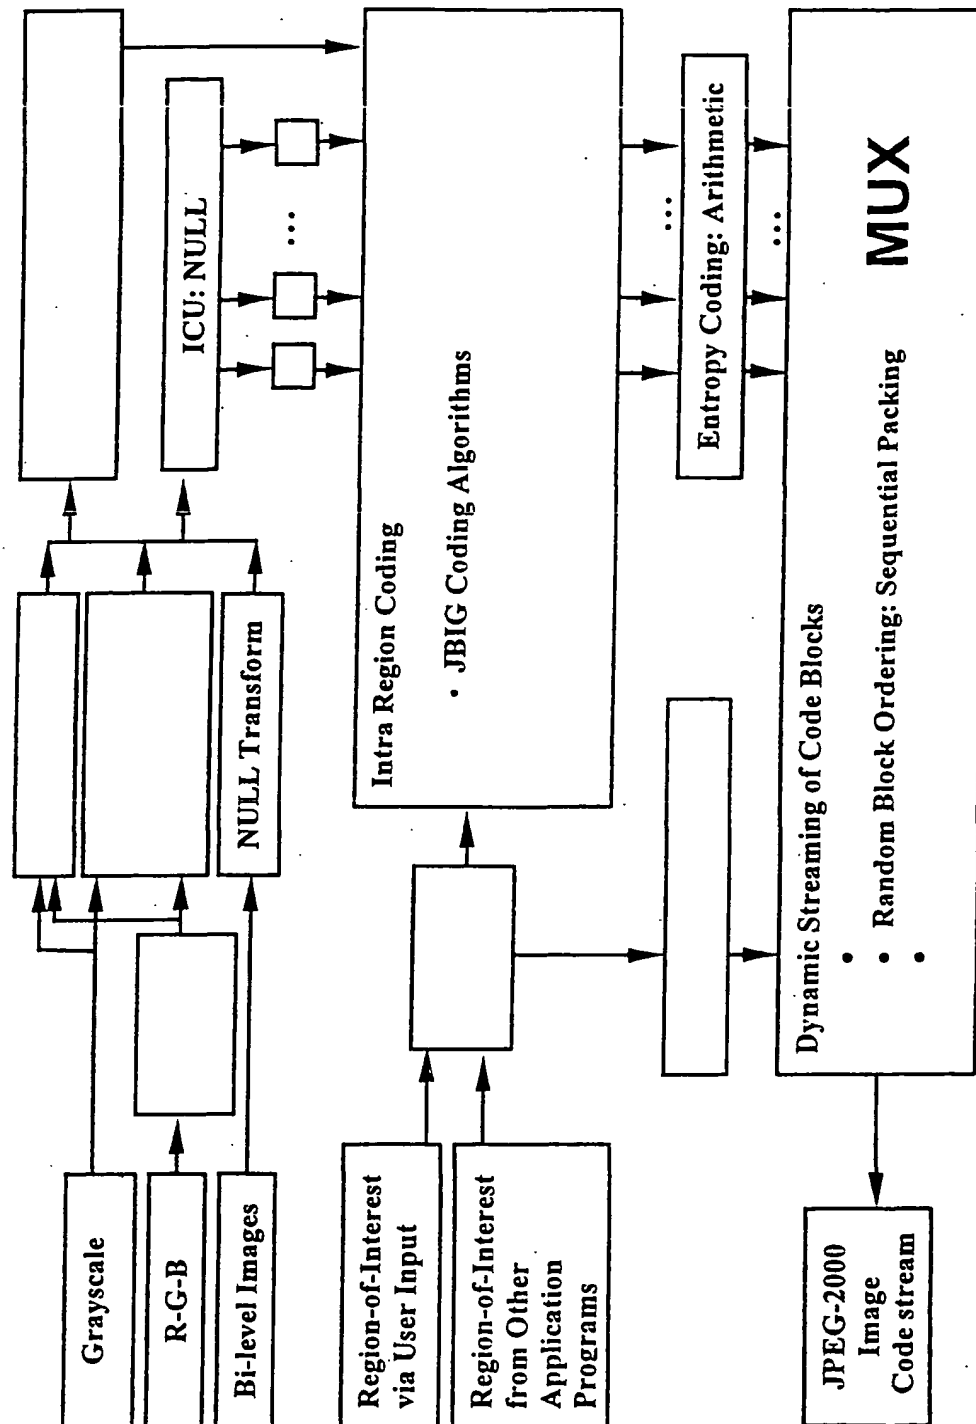 Grayscale
R-G-B
Bi-level Images
NULL Transform
ICU: NULL
...
Region-of-Interest
via User Input
Region-of-Interest
from Other
Application
Programs
Intra Region Coding
• JBIG Coding Algorithms
...
Entropy Coding: Arithmetic
...
Dynamic Streaming of Code Blocks
•
• Random Block Ordering: Sequential Packing
•
MUX
JPEG-2000
Image
Code stream